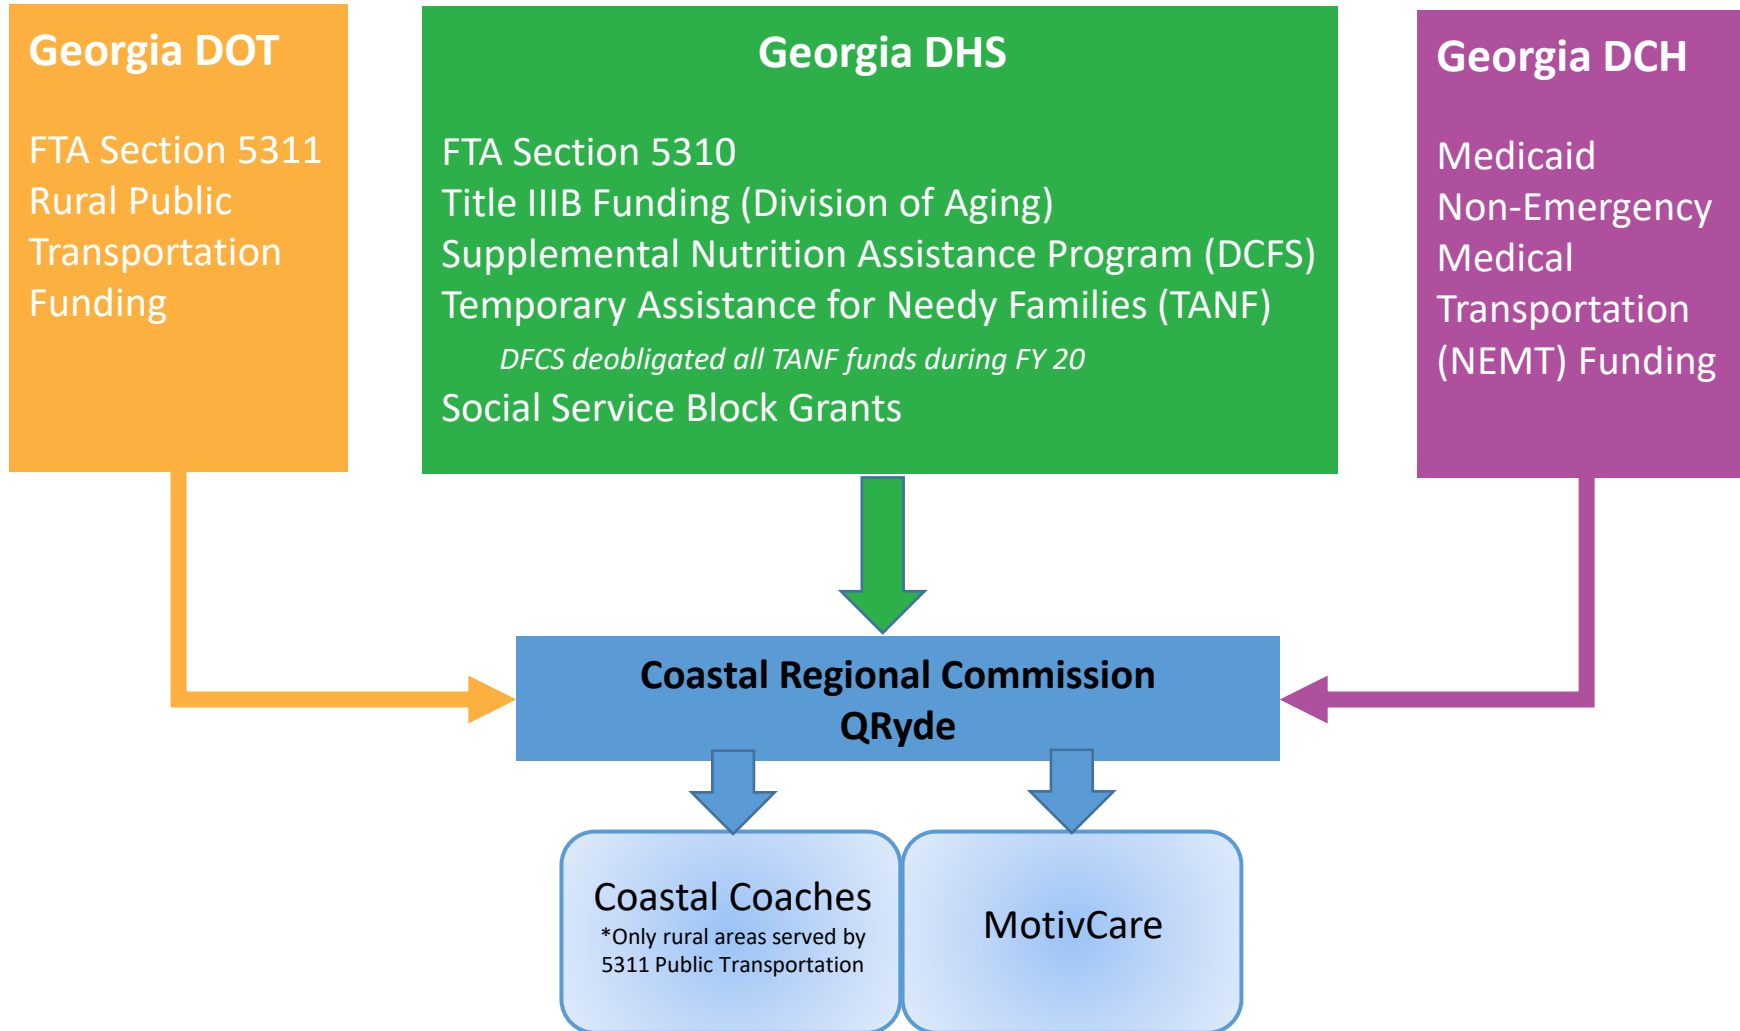 Georgia DOT
FTA Section 5311
Rural Public
Transportation
Funding
Georgia DHS
FTA Section 5310
Title IIIB Funding (Division of Aging)
Supplemental Nutrition Assistance Program (DCFS)
Temporary Assistance for Needy Families (TANF)
DFCS deobligated all TANF funds during FY 20
Social Service Block Grants
Georgia DCH
Medicaid
Non-Emergency
Medical
Transportation
(NEMT) Funding
Coastal Regional Commission
QRyde
Coastal Coaches
*Only rural areas served by
5311 Public Transportation
MotivCare